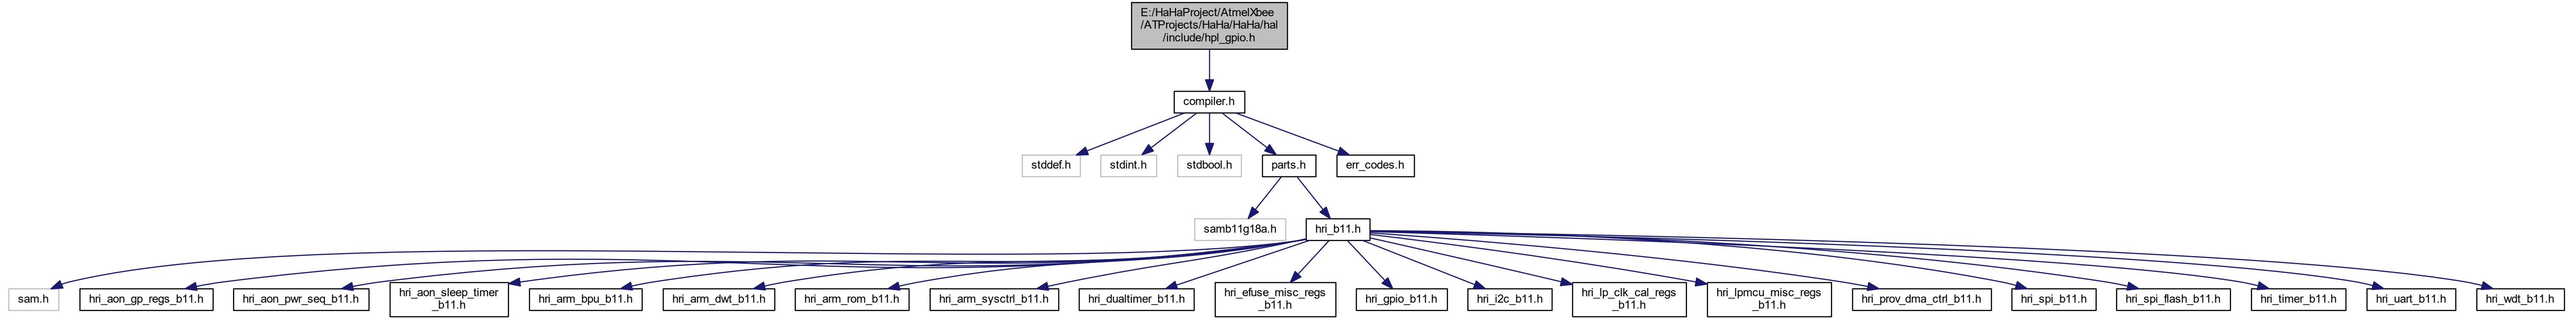 E:/HaHaProject/AtmelXbee
/ATProjects/HaHa/HaHa/hal
/include/hpl_gpio.h
compiler.h
stddef.h
stdint.h
stdbool.h
parts.h
err_codes.h
samb11g18a.h
hri_b11.h
sam.h
hri_aon_gp_regs_b11.h
hri_aon_pwr_seq_b11.h
hri_aon_sleep_timer
_b11.h
hri_arm_bpu_b11.h
hri_arm_dwt_b11.h
hri_arm_rom_b11.h
hri_arm_sysctrl_b11.h
hri_dualtimer_b11.h
hri_efuse_misc_regs
_b11.h
hri_gpio_b11.h
hri_i2c_b11.h
hri_lp_clk_cal_regs
_b11.h
hri_lpmcu_misc_regs
_b11.h
hri_prov_dma_ctrl_b11.h
hri_spi_b11.h
hri_spi_flash_b11.h
hri_timer_b11.h
hri_uart_b11.h
hri_wdt_b11.h